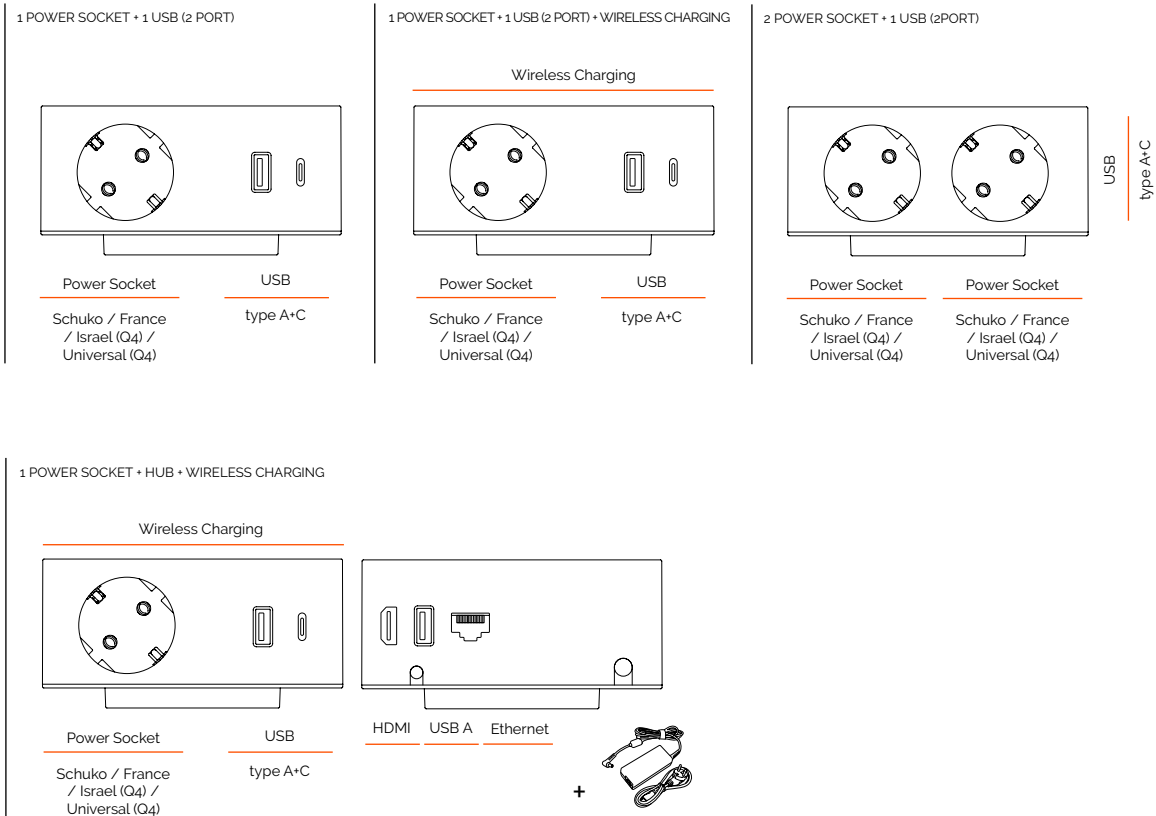 1 POWER SOCKET + 1 USB (2 PORT)
Power Socket
Schuko / France
/ Israel (Q4) /
Universal (Q4)
USB
type A+C
1 POWER SOCKET + 1 USB (2 PORT) + WIRELESS CHARGING
Wireless Charging
Power Socket
Schuko / France
/ Israel (Q4) /
Universal (Q4)
USB
type A+C
2 POWER SOCKET + 1 USB (2PORT)
USB
type A+C
Power Socket
Schuko / France
/ Israel (Q4) /
Universal (Q4)
Power Socket
Schuko / France
/ Israel (Q4) /
Universal (Q4)
1 POWER SOCKET + HUB + WIRELESS CHARGING
Wireless Charging
Power Socket
Schuko / France
/ Israel (Q4) /
Universal (Q4)
USB
type A+C
HDMI
USB A
Ethernet
+